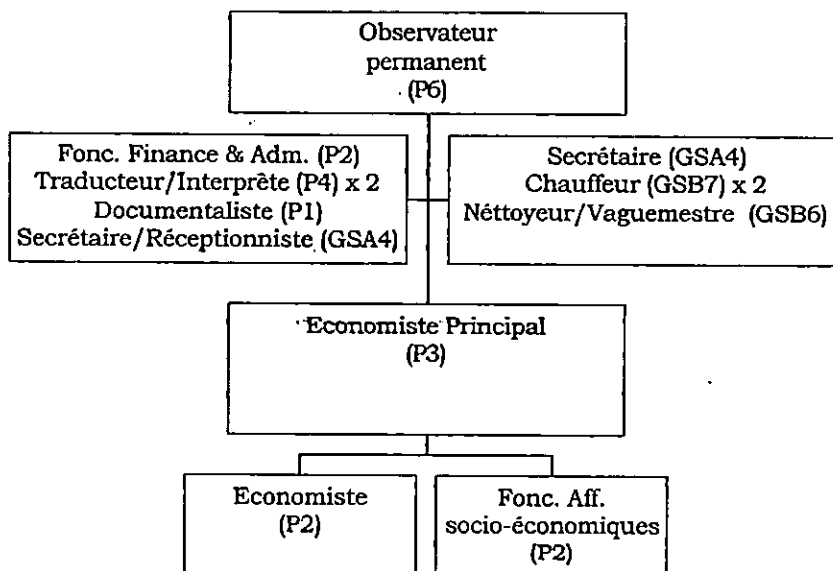 Observateur
permanent
(P6)
Fonc. Finance & Adm. (P2)
Traducteur/Interprète (P4) x 2
Documentaliste (P1)
Secrétaire/Réceptionniste (GSA4)
Secrétaire (GSA4)
Chauffeur (GSB7) x 2
Néttoyeur/Vaguemestre (GSB6)
Economiste Principal
(P3)
Economiste
(P2)
Fonc. Aff.
socio-économiques
(P2)